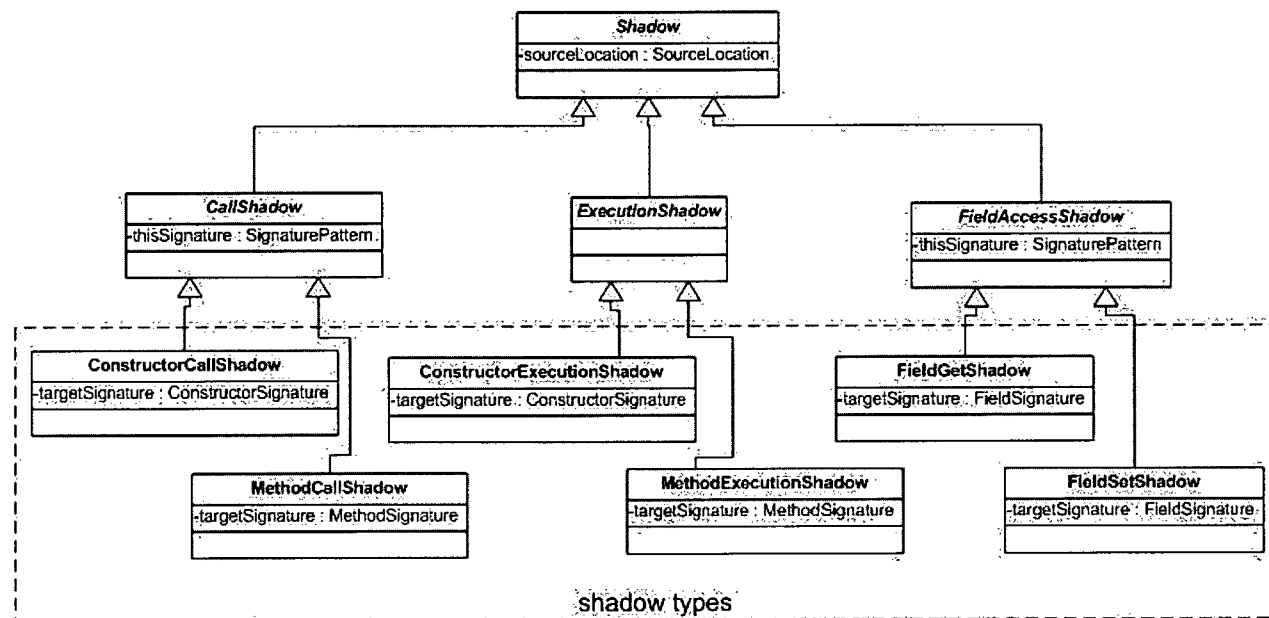 Shadow
-sourceLocation : SourceLocation
CallShadow
-thisSignature : SignaturePattern
ExecutionShadow
FieldAccessShadow
-thisSignature : SignaturePattern
ConstructorCallShadow
-targetSignature : ConstructorSignature
ConstructorExecutionShadow
-targetSignature : ConstructorSignature
FieldGetShadow
-targetSignature : FieldSignature
MethodCallShadow
-targetSignature : MethodSignature
MethodExecutionShadow
-targetSignature : MethodSignature
FieldSetShadow
-targetSignature : FieldSignature
shadow types